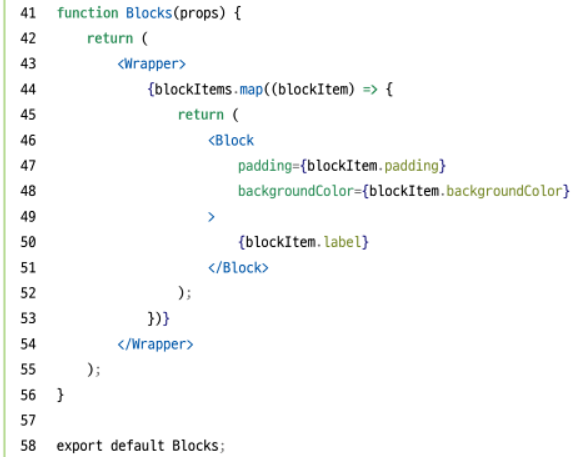 41 function Blocks(props) {
42     return (
43         <Wrapper>
44             {blockItems.map((blockItem) => {
45                 return (
46                     <Block
47                         padding={blockItem.padding}
48                         backgroundColor={blockItem.backgroundColor}
49                     >
50                         {blockItem.label}
51                     </Block>
52                 );
53             })}
54         </Wrapper>
55     );
56 }
57
58 export default Blocks;